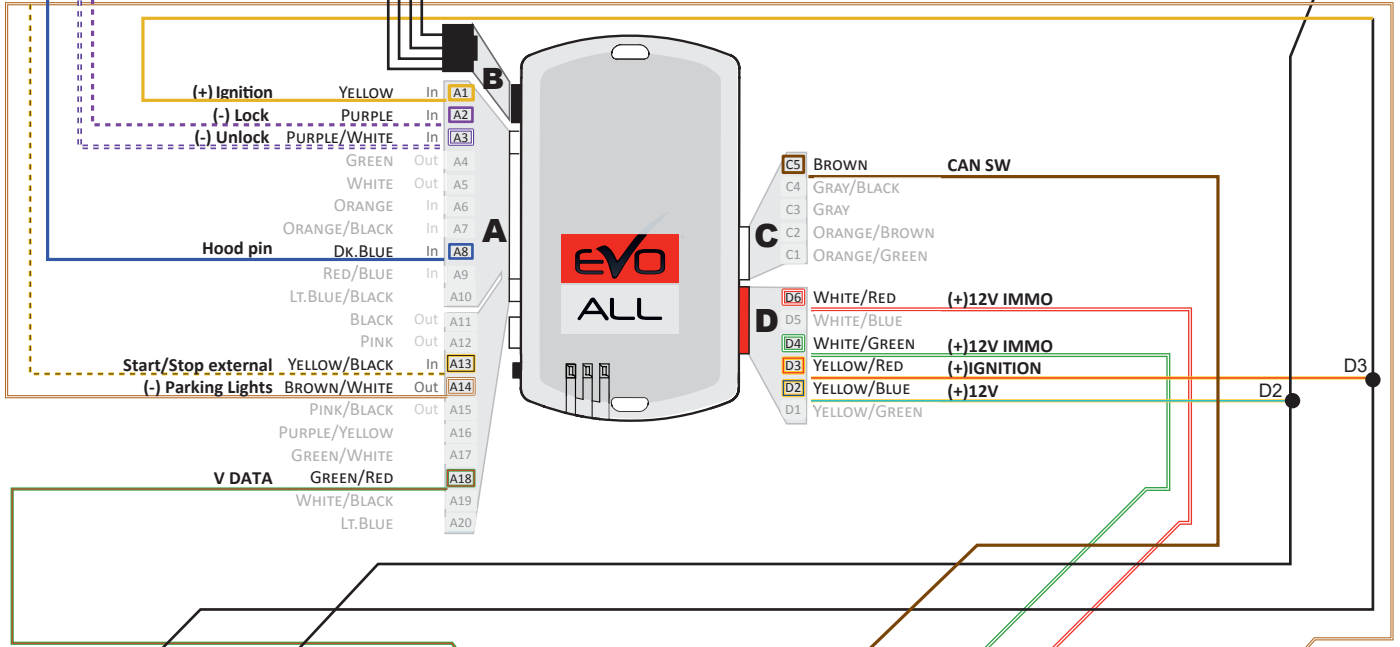 B
(+) Ignition YELLOW In A1
(-) Lock PURPLE In A2
(-) Unlock PURPLE/WHITE In A3
GREEN Out A4
WHITE Out A5
ORANGE In A6
ORANGE/BLACK In A7
Hood pin DK.BLUE In A8
RED/BLUE In A9
LT.BLUE/BLACK A10
BLACK Out A11
PINK Out A12
Start/Stop external YELLOW/BLACK In A13
(-) Parking Lights BROWN/WHITE Out A14
PINK/BLACK Out A15
PURPLE/YELLOW A16
GREEN/WHITE A17
V DATA GREEN/RED A18
WHITE/BLACK A19
LT.BLUE A20
A
EVO
ALL
C
C5 BROWN CAN SW
C4 GRAY/BLACK
C3 GRAY
C2 ORANGE/BROWN
C1 ORANGE/GREEN
D
D6 WHITE/RED (+)12V IMMO
D5 WHITE/BLUE
D4 WHITE/GREEN (+)12V IMMO
D3 YELLOW/RED (+)IGNITION
D2 YELLOW/BLUE (+)12V
D1 YELLOW/GREEN
D3
D2